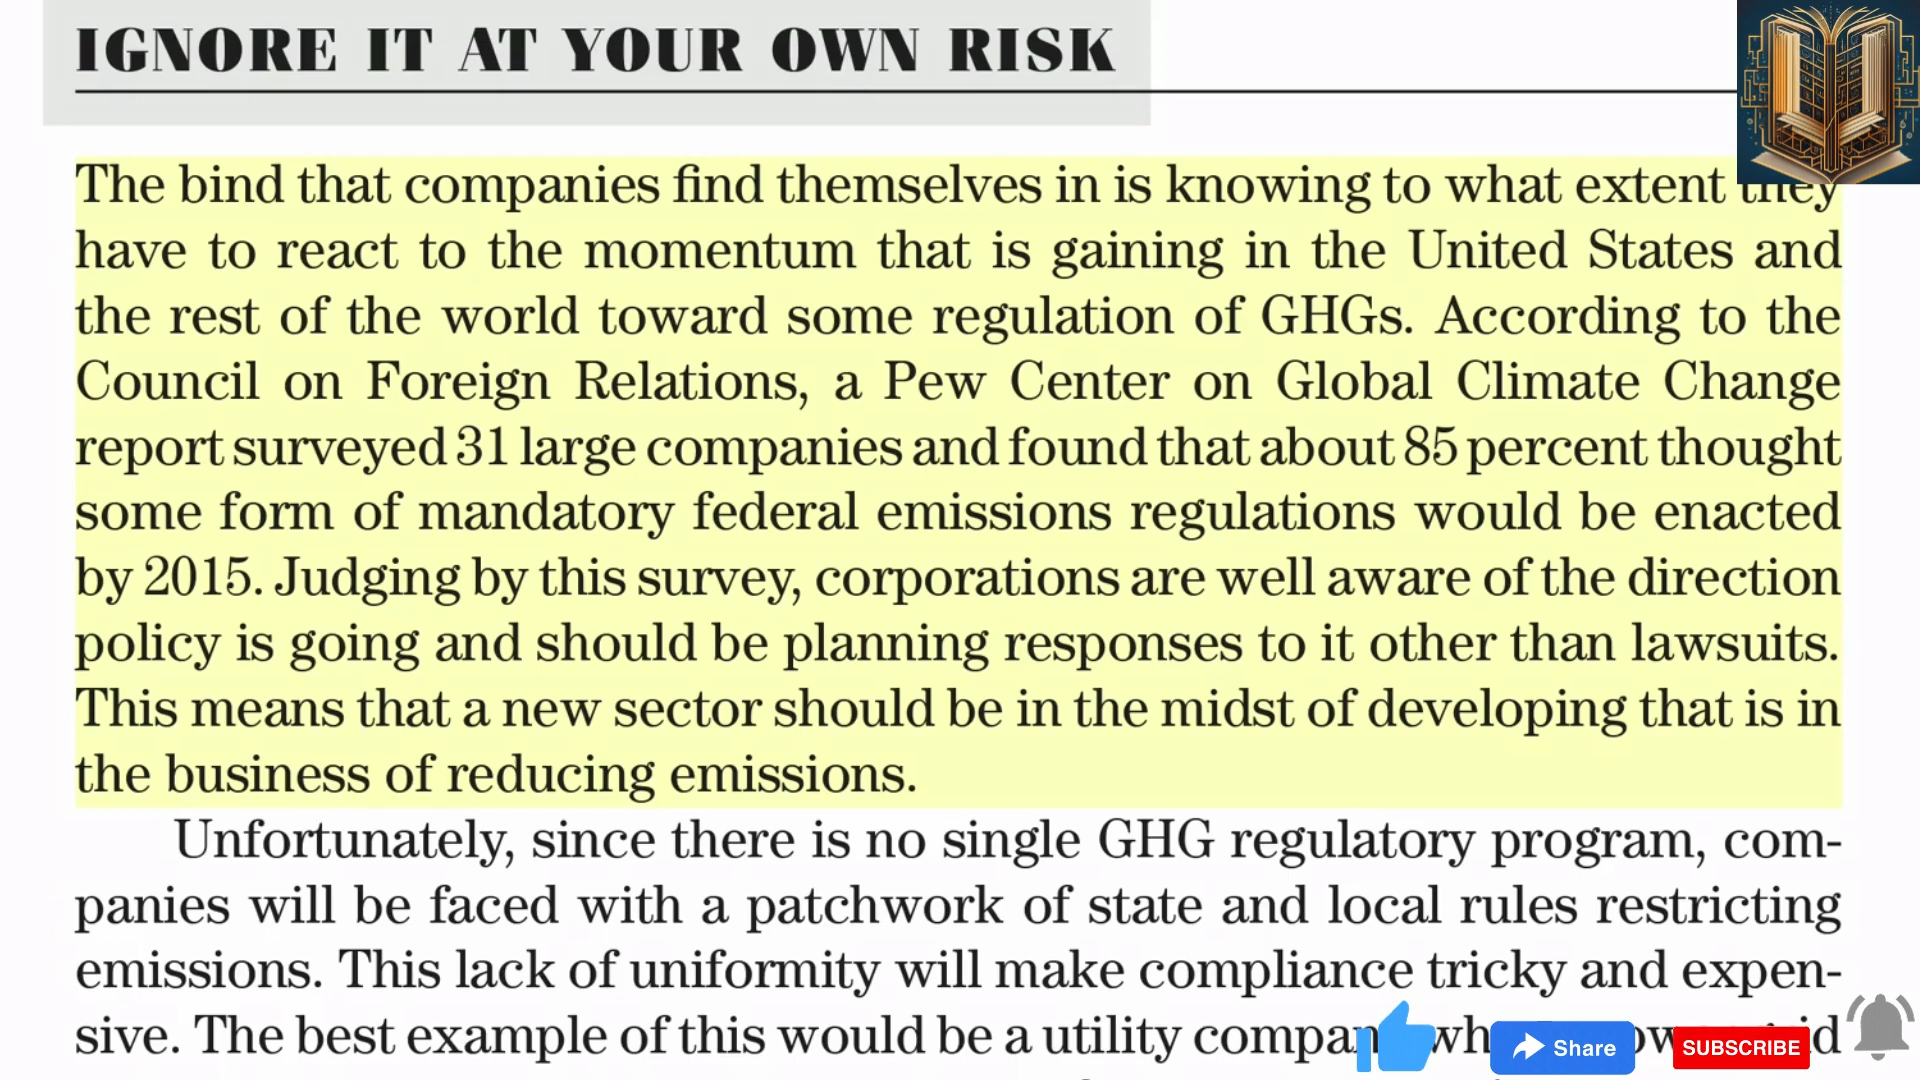 IGNORE IT AT YOUR OWN RISK
The bind that companies find themselves in is knowing to what extent they
have to react to the momentum that is gaining in the United States and
the rest of the world toward some regulation of GHGs. According to the
Council on Foreign Relations, a Pew Center on Global Climate Change
report surveyed 31 large companies and found that about 85 percent thought
some form of mandatory federal emissions regulations would be enacted
by 2015. Judging by this survey, corporations are well aware of the direction
policy is going and should be planning responses to it other than lawsuits.
This means that a new sector should be in the midst of developing that is in
the business of reducing emissions.
Unfortunately, since there is no single GHG regulatory program, com-
panies will be faced with a patchwork of state and local rules restricting
emissions. This lack of uniformity will make compliance tricky and expen-
sive. The best example of this would be a utility
Share
SUBSCRIBE